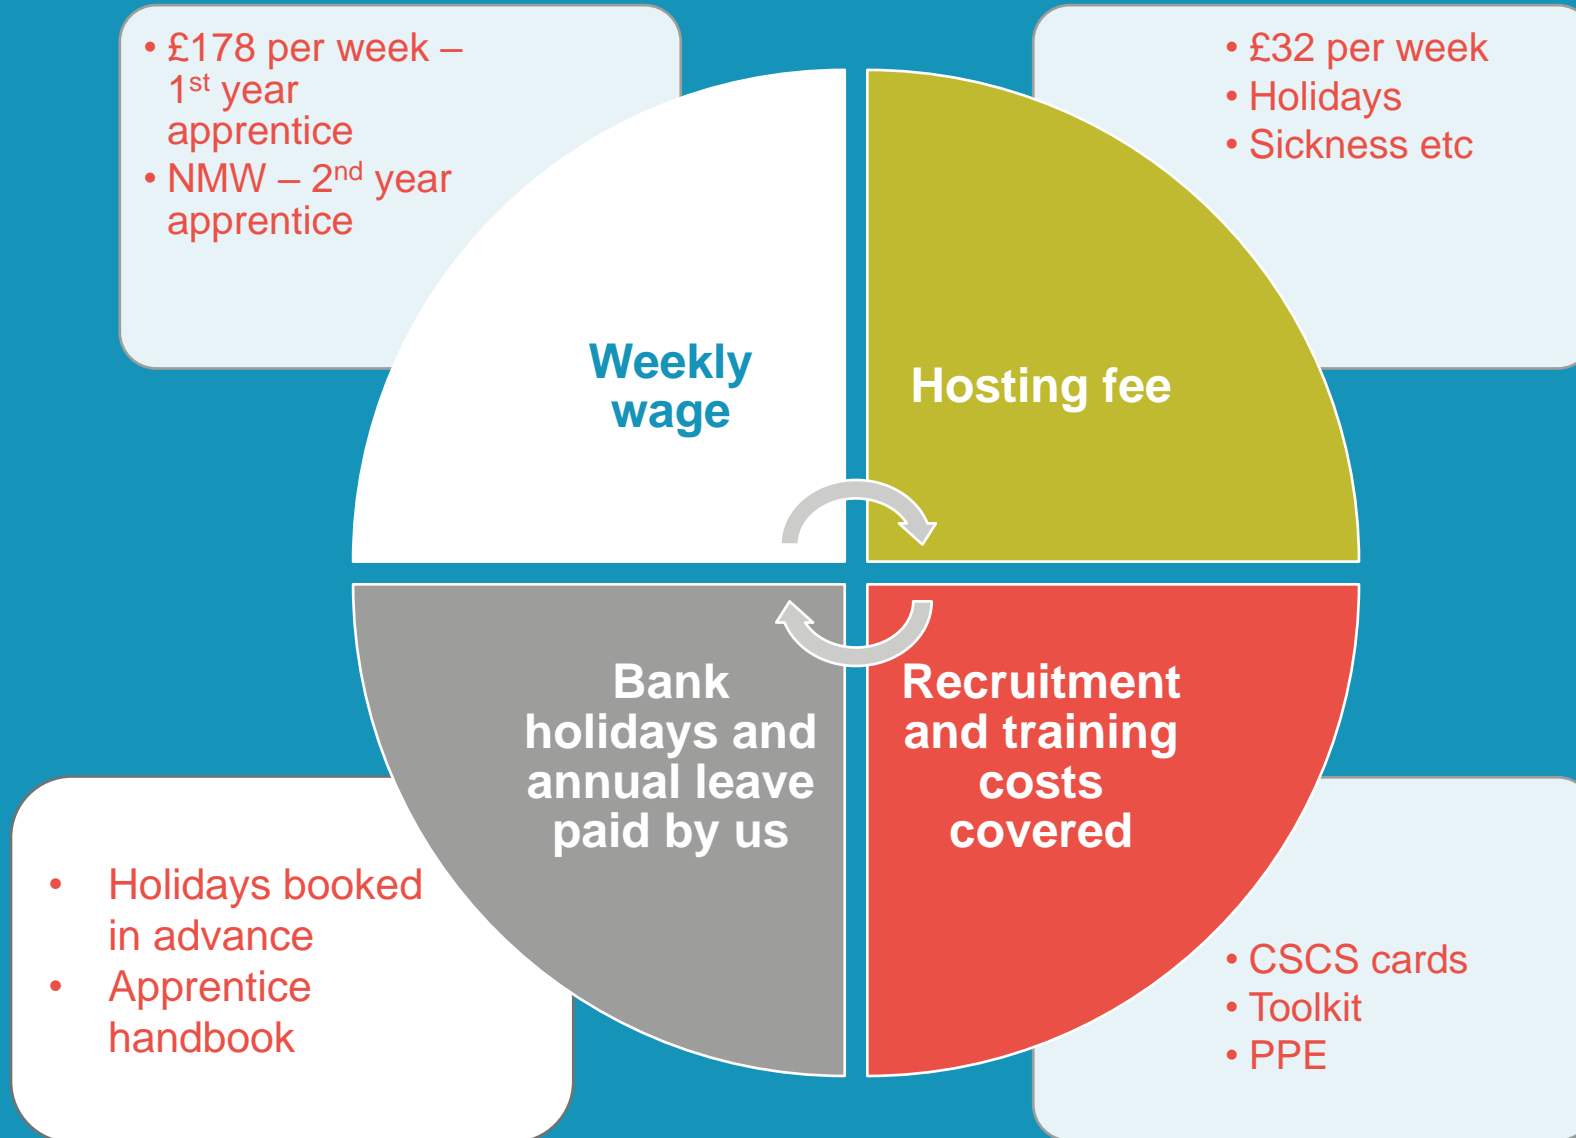 • £178 per week –
1st year
apprentice
• NMW – 2nd year
apprentice
• £32 per week
• Holidays
• Sickness etc
Weekly
wage
Hosting fee
Bank
holidays and
annual leave
paid by us
Recruitment
and training
costs
covered
• Holidays booked
in advance
• Apprentice
handbook
• CSCS cards
• Toolkit
• PPE